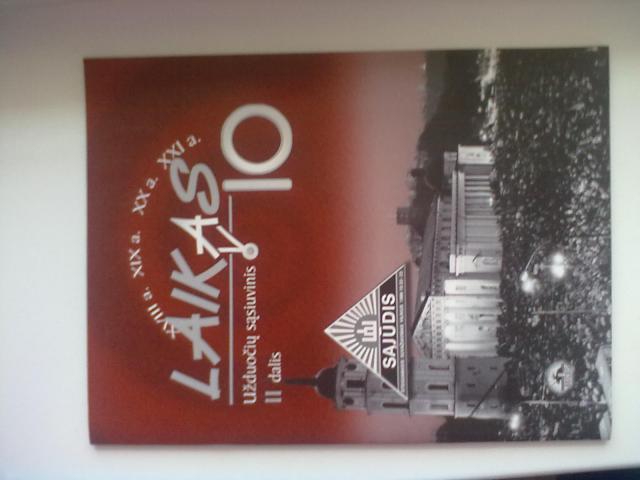 XVIII a. XIX a. XX a. XXI a.
LAIKAS
10
Užduočių sąsiuvinis
II dalis
SĄJŪDIS